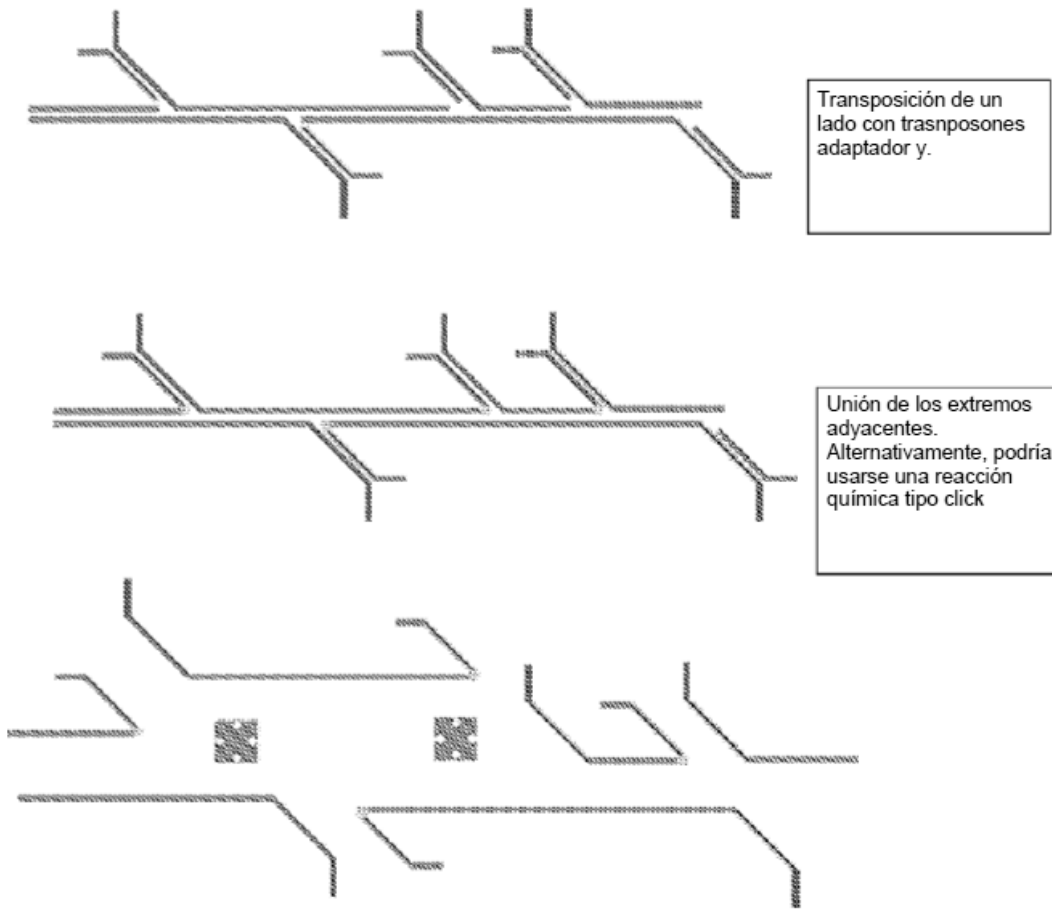 Transposición de un
lado con trasnposones
adaptador y.
Unión de los extremos
adyacentes.
Alternativamente, podría
usarse una reacción
química tipo click